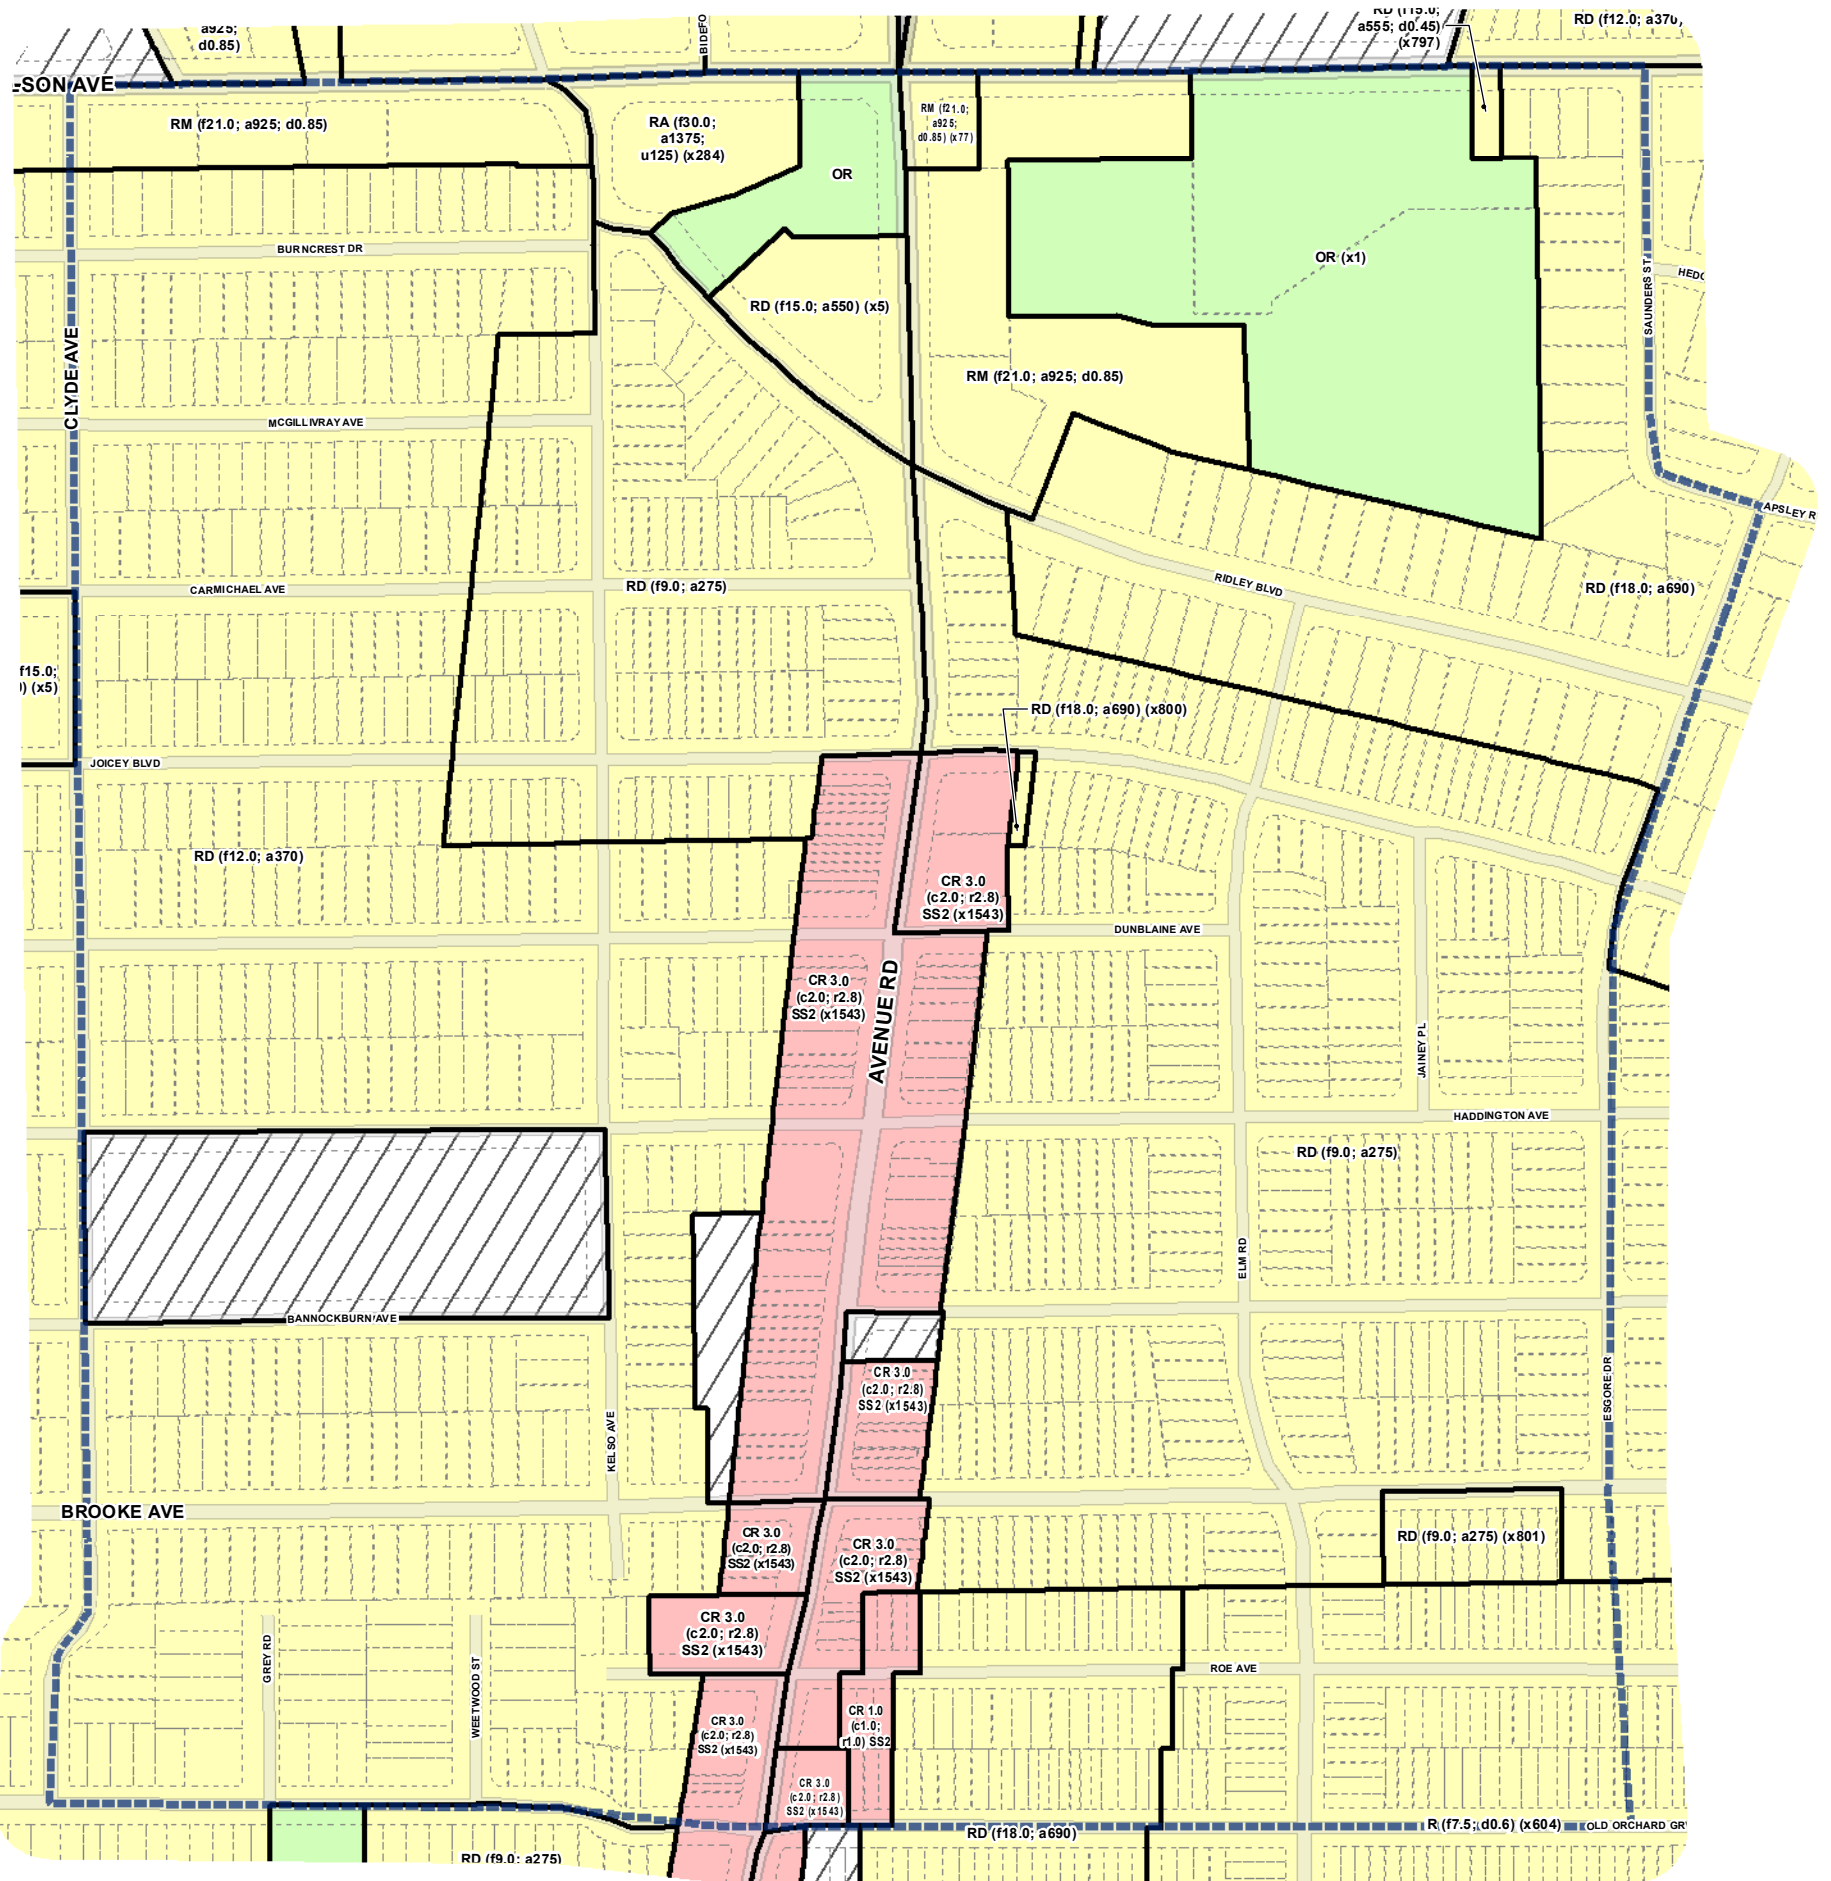 a925;
d0.85)
BIDEFO
RD (f15.0;
a555; d0.45)
(x797)
RD (f12.0; a370)
-SON AVE
RM (f21.0; a925; d0.85)
RA (f30.0;
a1375;
u125) (x284)
OR
RM (f21.0;
a925;
d0.85) (x77)
BURNCREST DR
OR (x1)
SAUNDERS ST
HEDG
RD (f15.0; a550) (x5)
CLYDE AVE
RM (f21.0; a925; d0.85)
MCGILLIVRAY AVE
APSLEY R
CARMICHAEL AVE
RD (f9.0; a275)
RIDLEY BLVD
RD (f18.0; a690)
f15.0;
) (x5)
RD (f18.0; a690) (x800)
JOICEY BLVD
RD (f12.0; a370)
CR 3.0
(c2.0; r2.8)
SS2 (x1543)
DUNBLAINE AVE
CR 3.0
(c2.0; r2.8)
SS2 (x1543)
AVENUE RD
JAINEY PL
HADDINGTON AVE
RD (f9.0; a275)
ELM RD
BANNOCKBURN AVE
CR 3.0
(c2.0; r2.8)
SS2 (x1543)
ESGORE DR
KELSO AVE
BROOKE AVE
CR 3.0
(c2.0; r2.8)
SS2 (x1543)
CR 3.0
(c2.0; r2.8)
SS2 (x1543)
RD (f9.0; a275) (x801)
CR 3.0
(c2.0; r2.8)
SS2 (x1543)
GREY RD
WEETWOOD ST
ROE AVE
CR 3.0
(c2.0; r2.8)
SS2 (x1543)
CR 1.0
(c1.0;
r1.0) SS2
CR 3.0
(c2.0; r2.8)
SS2 (x1543)
RD (f18.0; a690)
R (f7.5; d0.6) (x604)
OLD ORCHARD GR
RD (f9.0; a275)